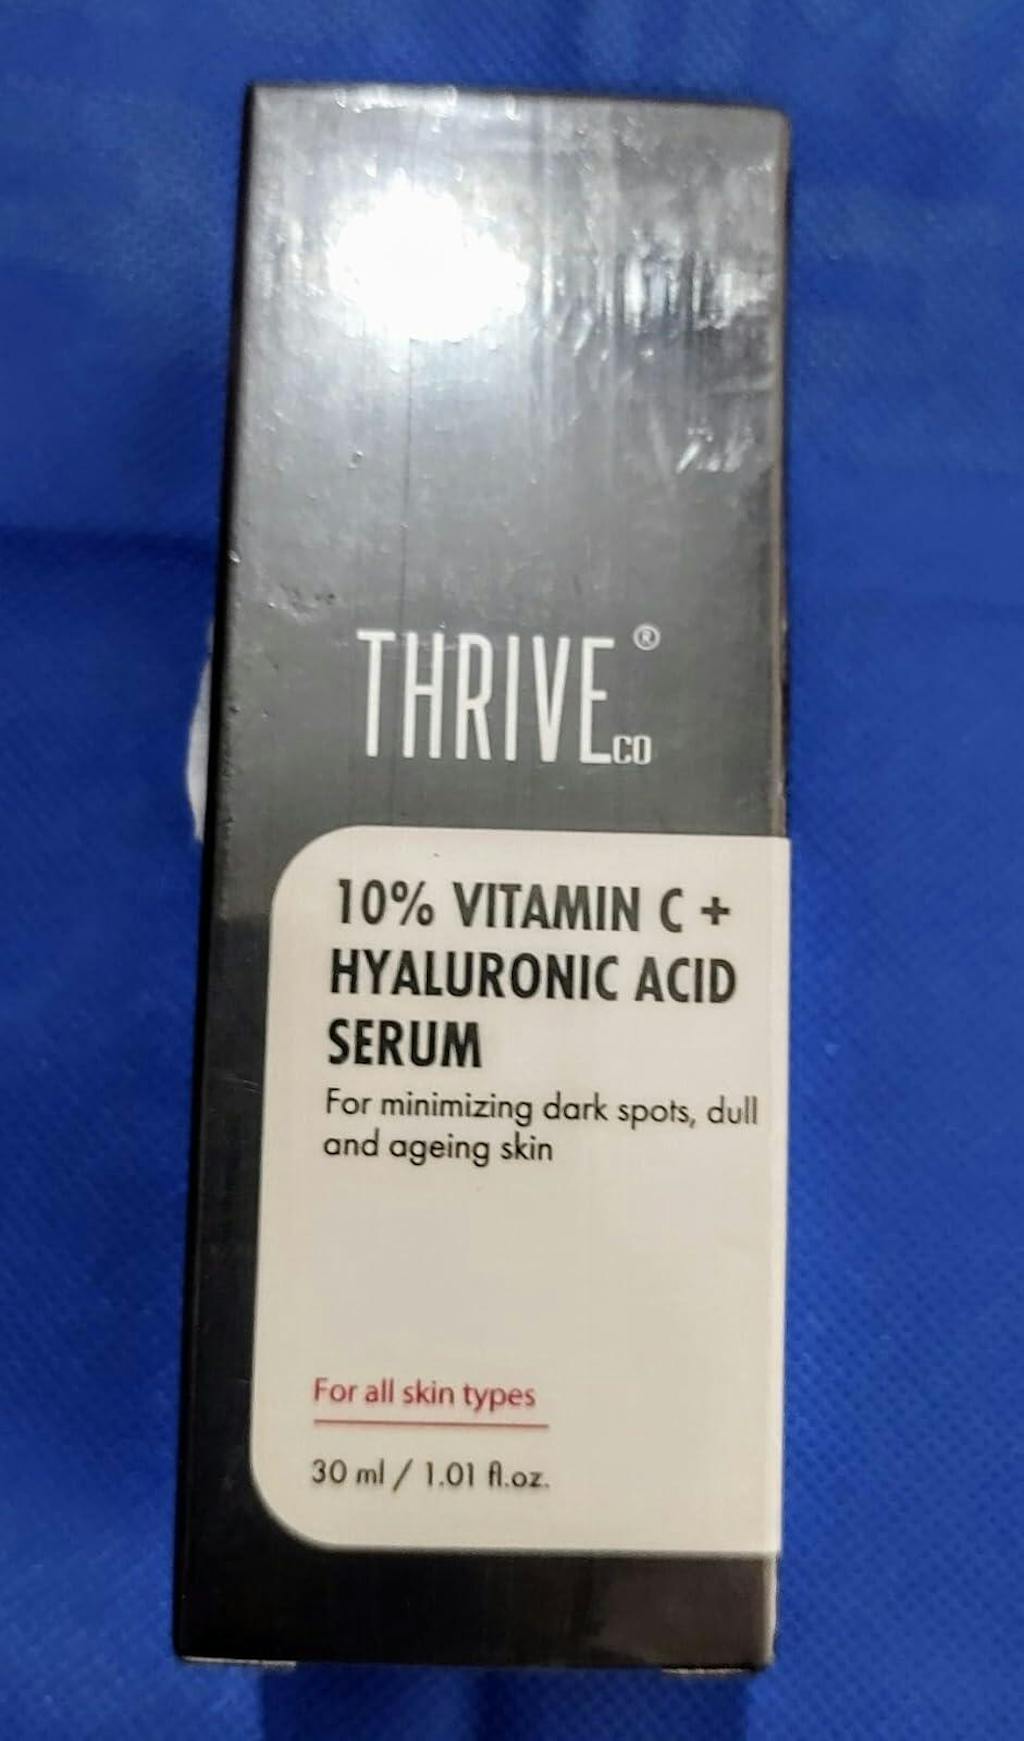 THRIVE®co
10% VITAMIN C +
HYALURONIC ACID
SERUM
For minimizing dark spots, dull
and ageing skin
For all skin types
30 ml / 1.01 fl.oz.